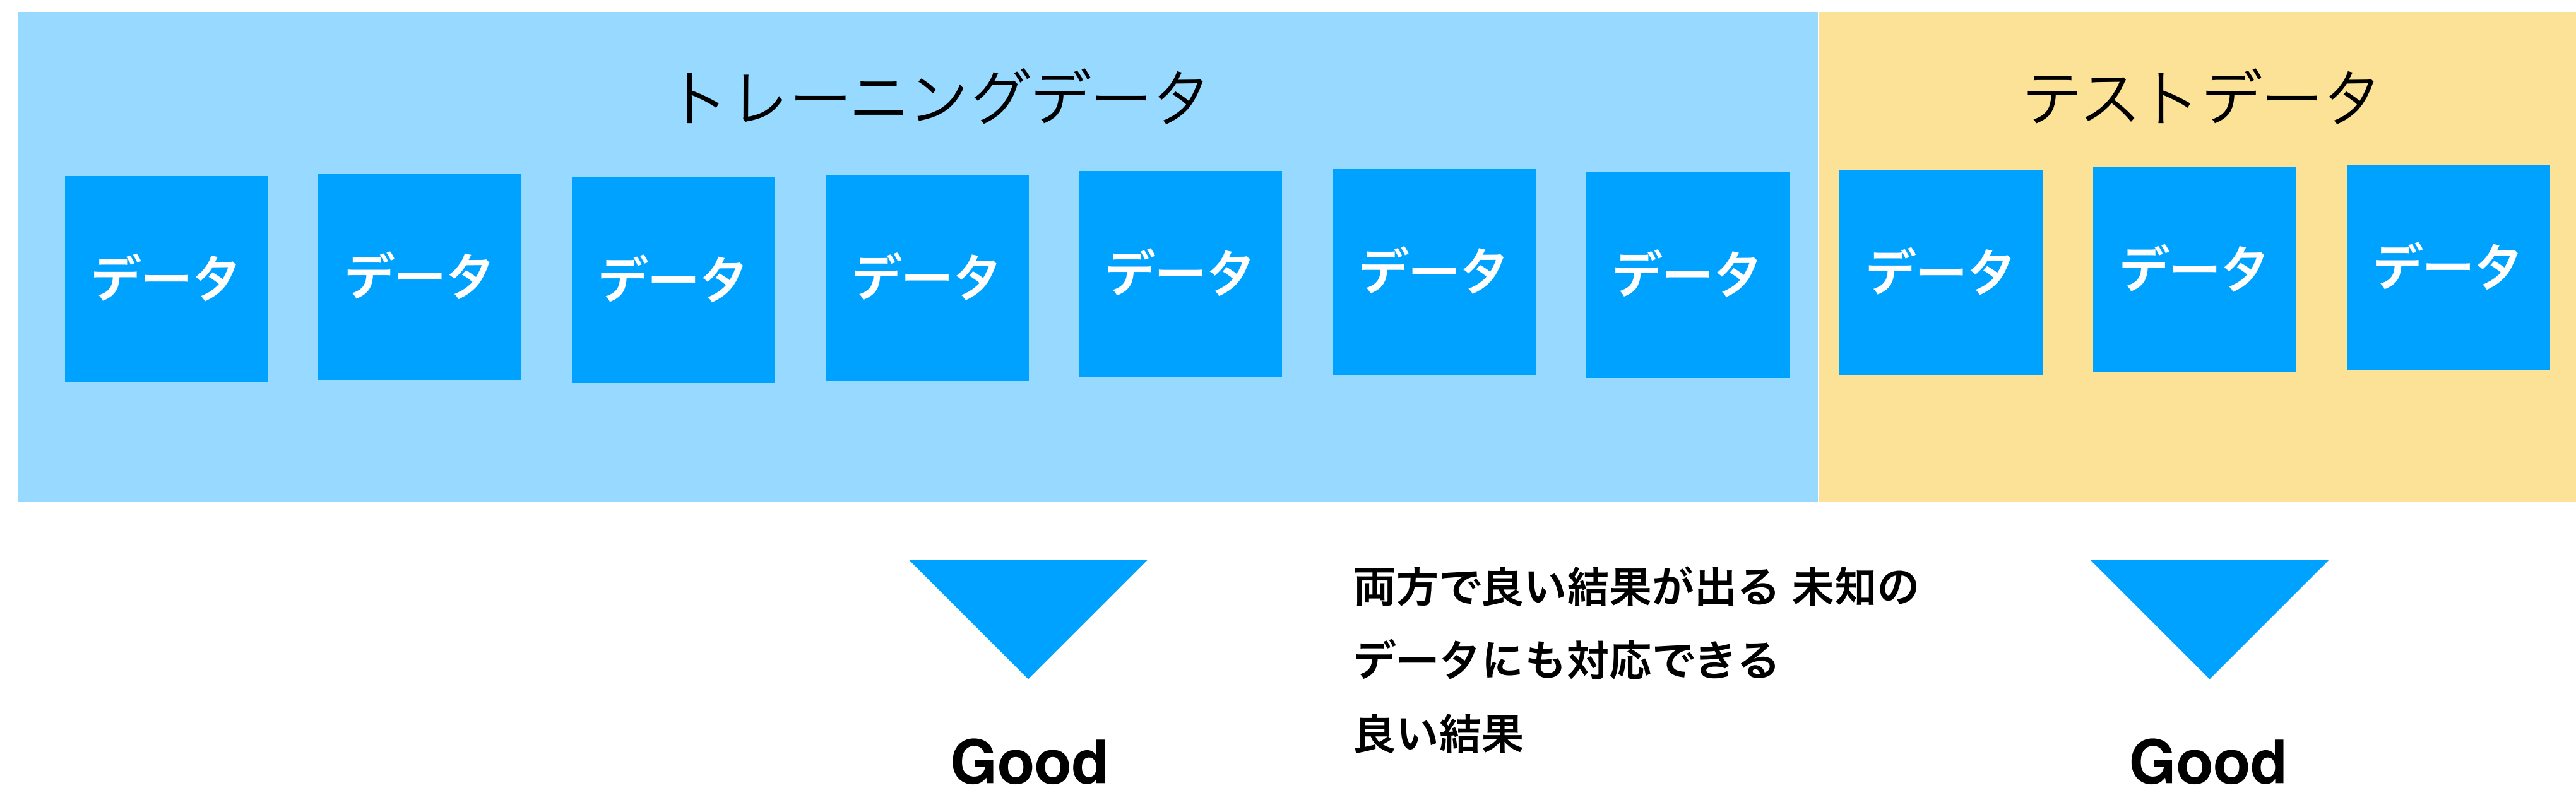 トレーニングデータ
テストデータ
データ
データ
データ
データ
データ
データ
データ
データ
データ
データ
両方で良い結果が出る 未知の
データにも対応できる
良い結果
Good
Good